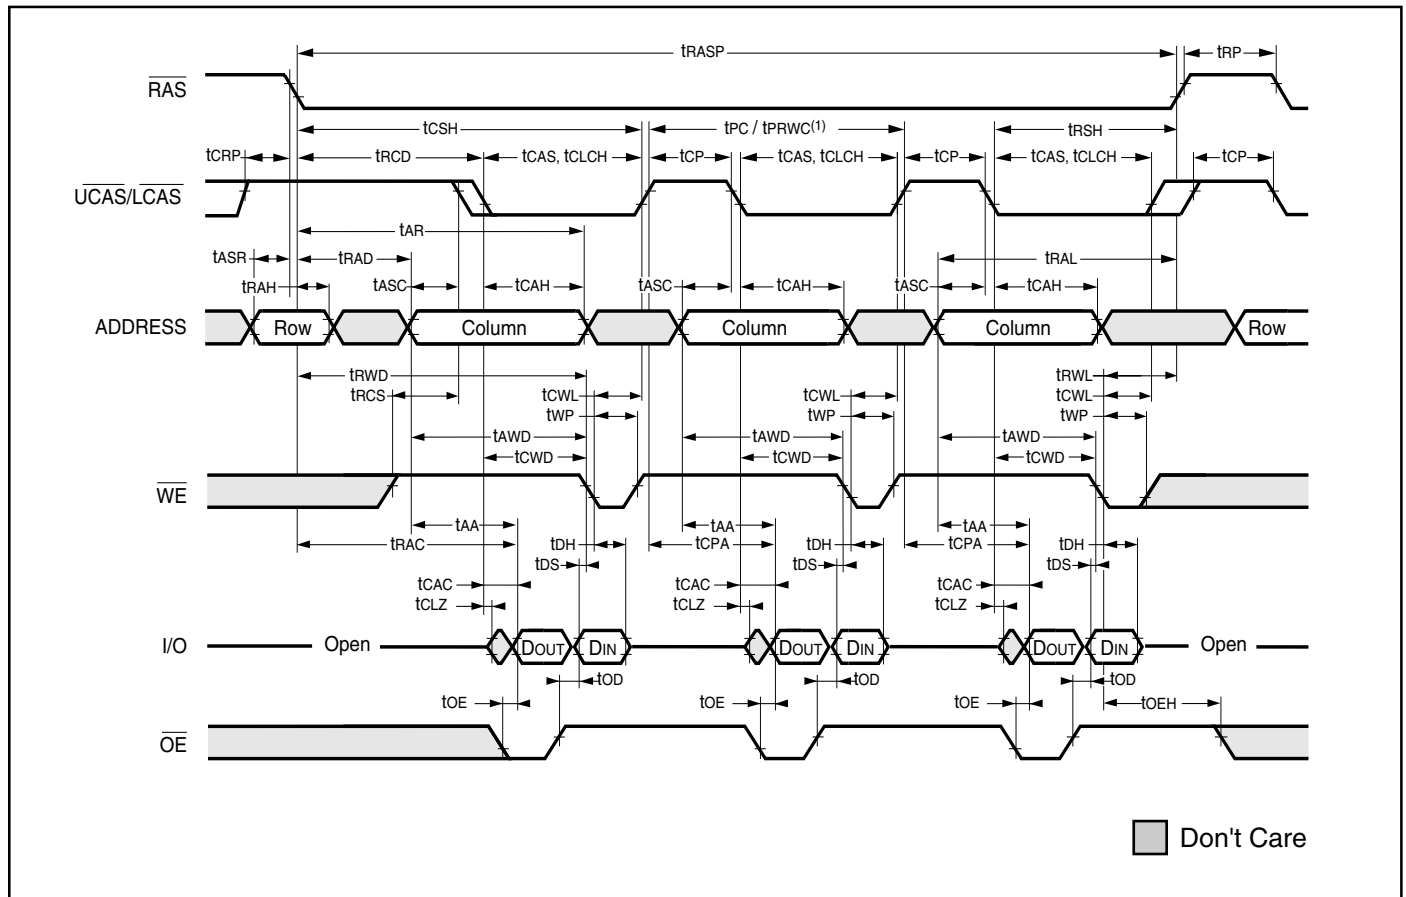 tRASP tRP
RAS
tCSH tPC / tPRWC(1) tRSH
tCRP tRCD tCAS, tCLCH tCP tCAS, tCLCH tCP tCAS, tCLCH tCP
UCAS/LCAS
tAR
tASR tRAD tRAL
tRAH tASC tCAH tASC tCAH tASC tCAH
ADDRESS Row Column Column Column Row
tRWD tRWL
tRCS tCWL tCWL tCWL
tWP tWP tWP
tAWD tAWD tAWD
tCWD tCWD tCWD
WE
tAA tAA tAA
tRAC tDH tCPA tDH tCPA tDH
tDS tDS tDS
tCAC tCAC tCAC
tCLZ tCLZ tCLZ
I/O Open DOUT DIN DOUT DIN DOUT DIN Open
tOD tOD tOD
tOE tOE tOE tOEH
OE
Don't Care